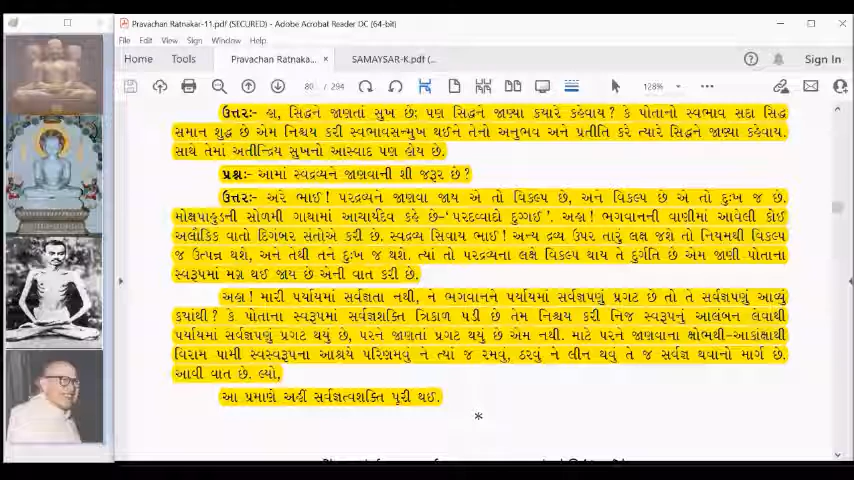 Pravachan Ratnakar-11.pdf (SECURED) - Adobe Acrobat Reader DC (64-bit)
File Edit View Sign Window Help
Home Tools Pravachan Ratnaka... × SAMAYSAR-K.pdf (... Sign In
80 / 294 128%
ઉત્તર:- હા, સિદ્ધને જાણતાં સુખ છે; પણ સિદ્ધને જાણ્યા કયારે કહેવાય? કે પોતાનો સ્વભાવ સદા સિદ્ધ
સમાન શુદ્ધ છે એમ નિશ્ચય કરી સ્વભાવસન્મુખ થઈને તેનો અનુભવ અને પ્રતીતિ કરે ત્યારે સિદ્ધને જાણ્યા કહેવાય.
સાથે તેમાં અતીન્દ્રિય સુખનો આસ્વાદ પણ હોય છે.
પ્રશ્ન:- આમાં સ્વદ્રવ્યને જાણવાની શી જરૂર છે?
ઉત્તર:- અરે ભાઈ! પરદ્રવ્યને જાણવા જાય એ તો વિકલ્પ છે, અને વિકલ્પ છે એ તો દુઃખ જ છે.
મોક્ષપાહુડની સોળમી ગાથામાં આચાર્યદેવ કહે છે-‘પરદવ્વાદો દુગ્ગઈ’. અહા! ભગવાનની વાણીમાં આવેલી કોઈ
અલૌકિક વાતો દિગંબર સંતોએ કરી છે. સ્વદ્રવ્ય સિવાય ભાઈ! અન્ય દ્રવ્ય ઉપર તારું લક્ષ જશે તો નિયમથી વિકલ્પ
જ ઉત્પન્ન થશે, અને તેથી તને દુઃખ જ થશે. ત્યાં તો પરદ્રવ્યના લક્ષે વિકલ્પ થાય તે દુર્ગતિ છે એમ જાણી પોતાના
સ્વરૂપમાં મગ્ન થઈ જાય છે એની વાત કરી છે.
અહા! મારી પર્યાયમાં સર્વજ્ઞતા નથી, ને ભગવાનને પર્યાયમાં સર્વજ્ઞપણું પ્રગટ છે તો તે સર્વજ્ઞપણું આવ્યું
કયાંથી? કે પોતાના સ્વરૂપમાં સર્વજ્ઞશક્તિ ત્રિકાળ પડી છે તેમ નિશ્ચય કરી નિજ સ્વરૂપનું આલંબન લેવાથી
પર્યાયમાં સર્વજ્ઞપણું પ્રગટ થયું છે, પરને જાણતાં પ્રગટ થયું છે એમ નથી. માટે પરને જાણવાના ક્ષોભથી-આકાંક્ષાથી
વિરામ પામી સ્વસ્વરૂપના આશ્રયે પરિણમવું ને ત્યાં જ રમવું, ઠરવું ને લીન થવું તે જ સર્વજ્ઞ થવાનો માર્ગ છે.
આવી વાત છે. લ્યો,
આ પ્રમાણે અહીં સર્વજ્ઞત્વશક્તિ પૂરી થઈ.
*